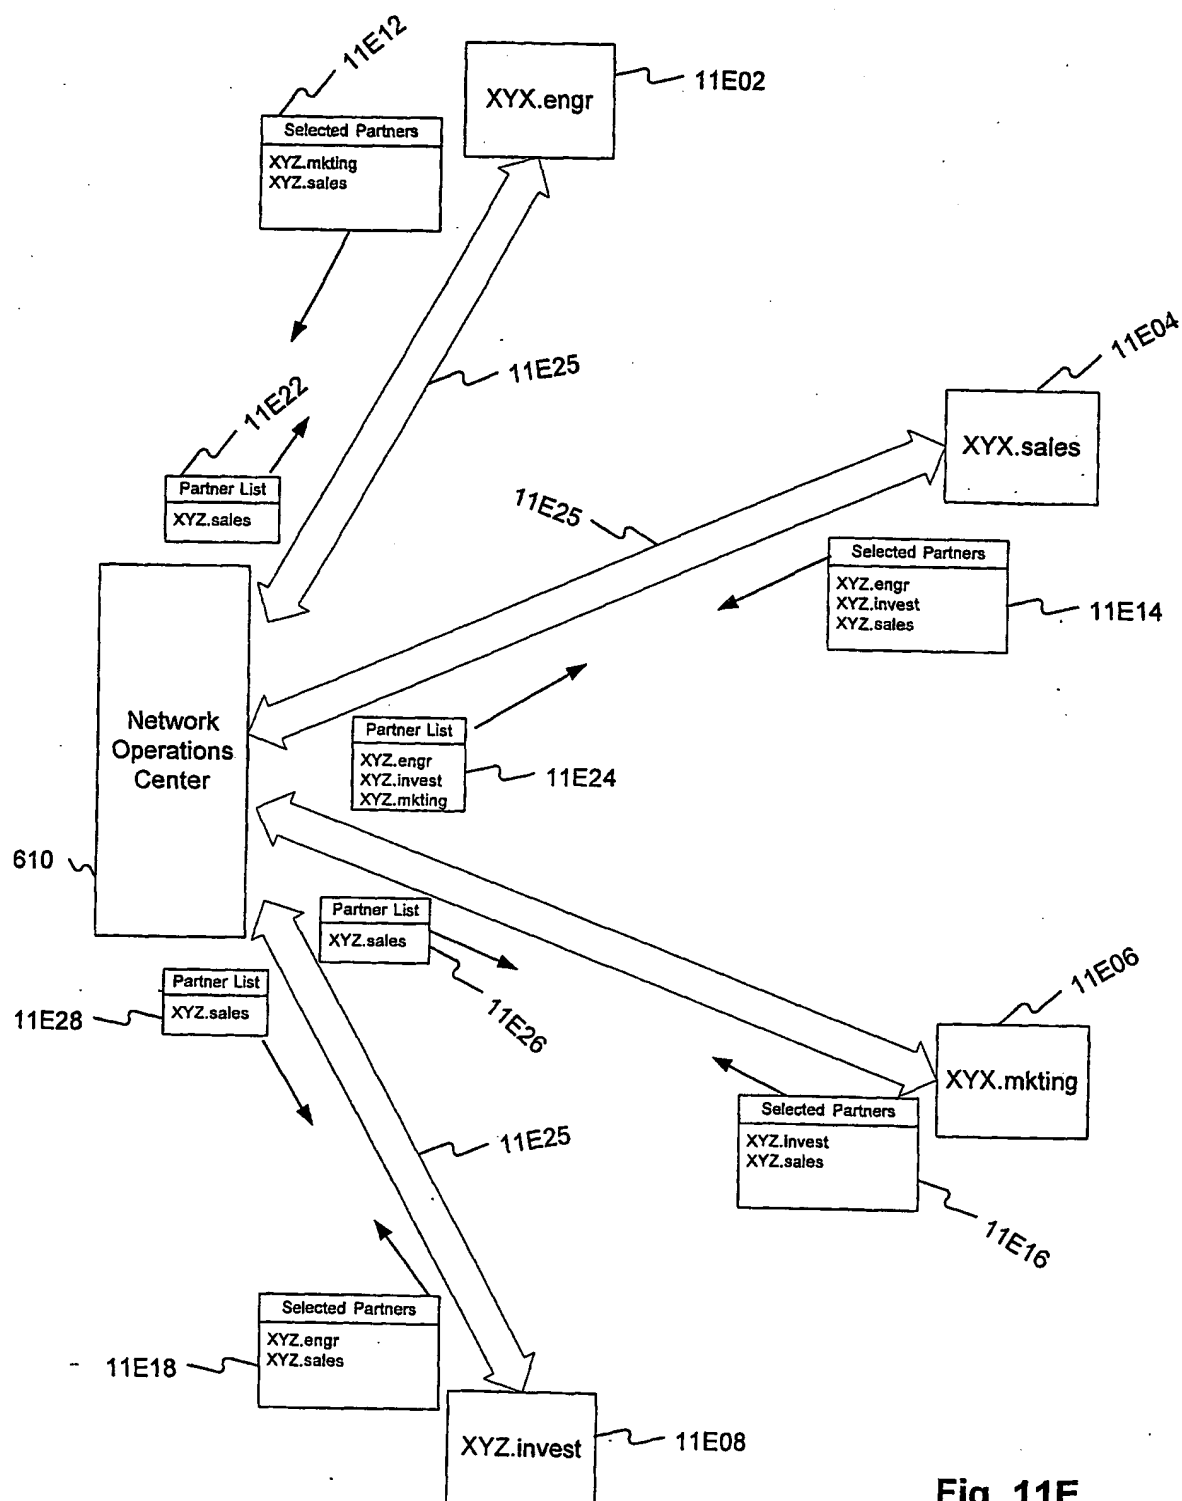 11E12
XYX.engr
11E02
Selected Partners
XYZ.mkting
XYZ.sales
11E25
11E04
XYX.sales
11E22
Partner List
XYZ.sales
11E25
Selected Partners
XYZ.engr
XYZ.invest
XYZ.sales
11E14
Network
Operations
Center
610
Partner List
XYZ.engr
XYZ.invest
XYZ.mkting
11E24
Partner List
XYZ.sales
11E26
Partner List
XYZ.sales
11E28
11E06
XYX.mkting
Selected Partners
XYZ.invest
XYZ.sales
11E16
11E25
Selected Partners
XYZ.engr
XYZ.sales
11E18
XYZ.invest
11E08
Fig. 11E